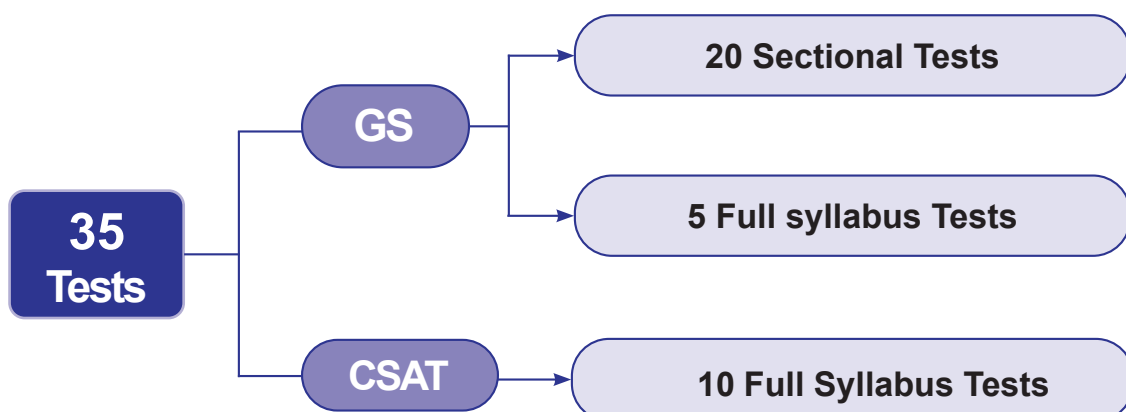 35
Tests
GS
20 Sectional Tests
5 Full syllabus Tests
CSAT
10 Full Syllabus Tests